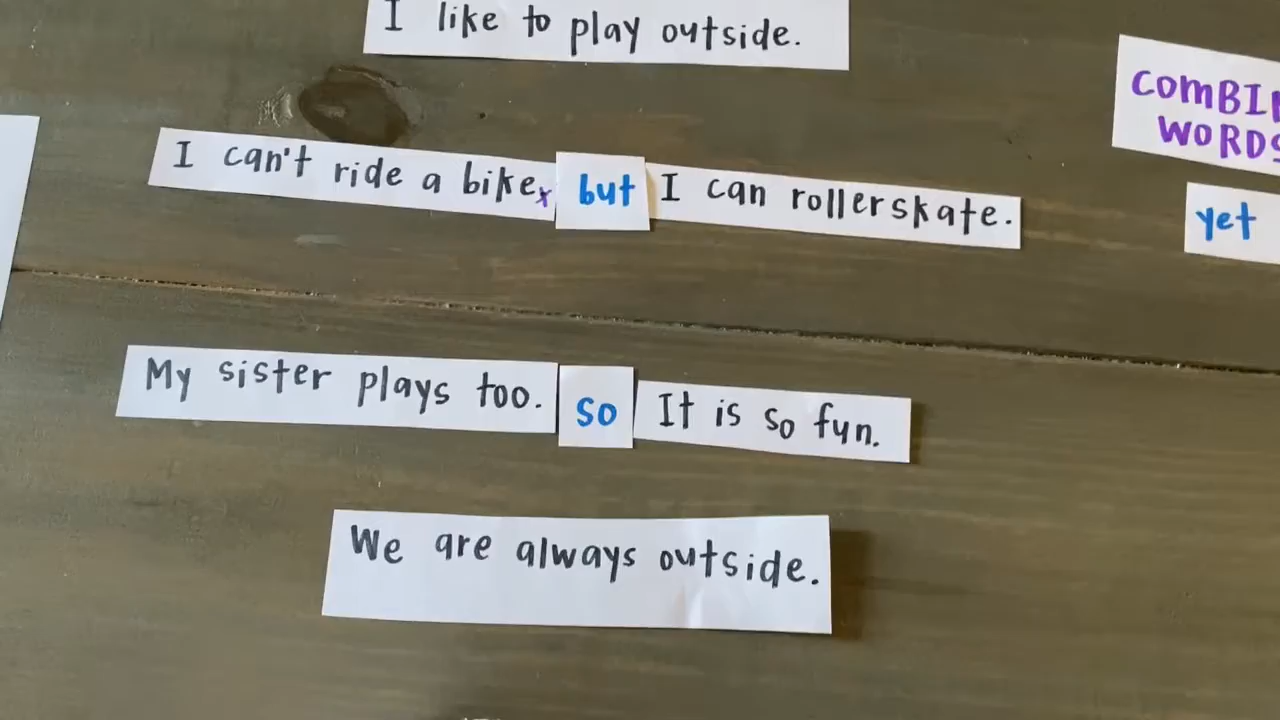 I like to play outside.
COMBI
WORDS
I can't ride a bike, but I can rollerskate.
yet
My sister plays too. so It is so fun.
We are always outside.